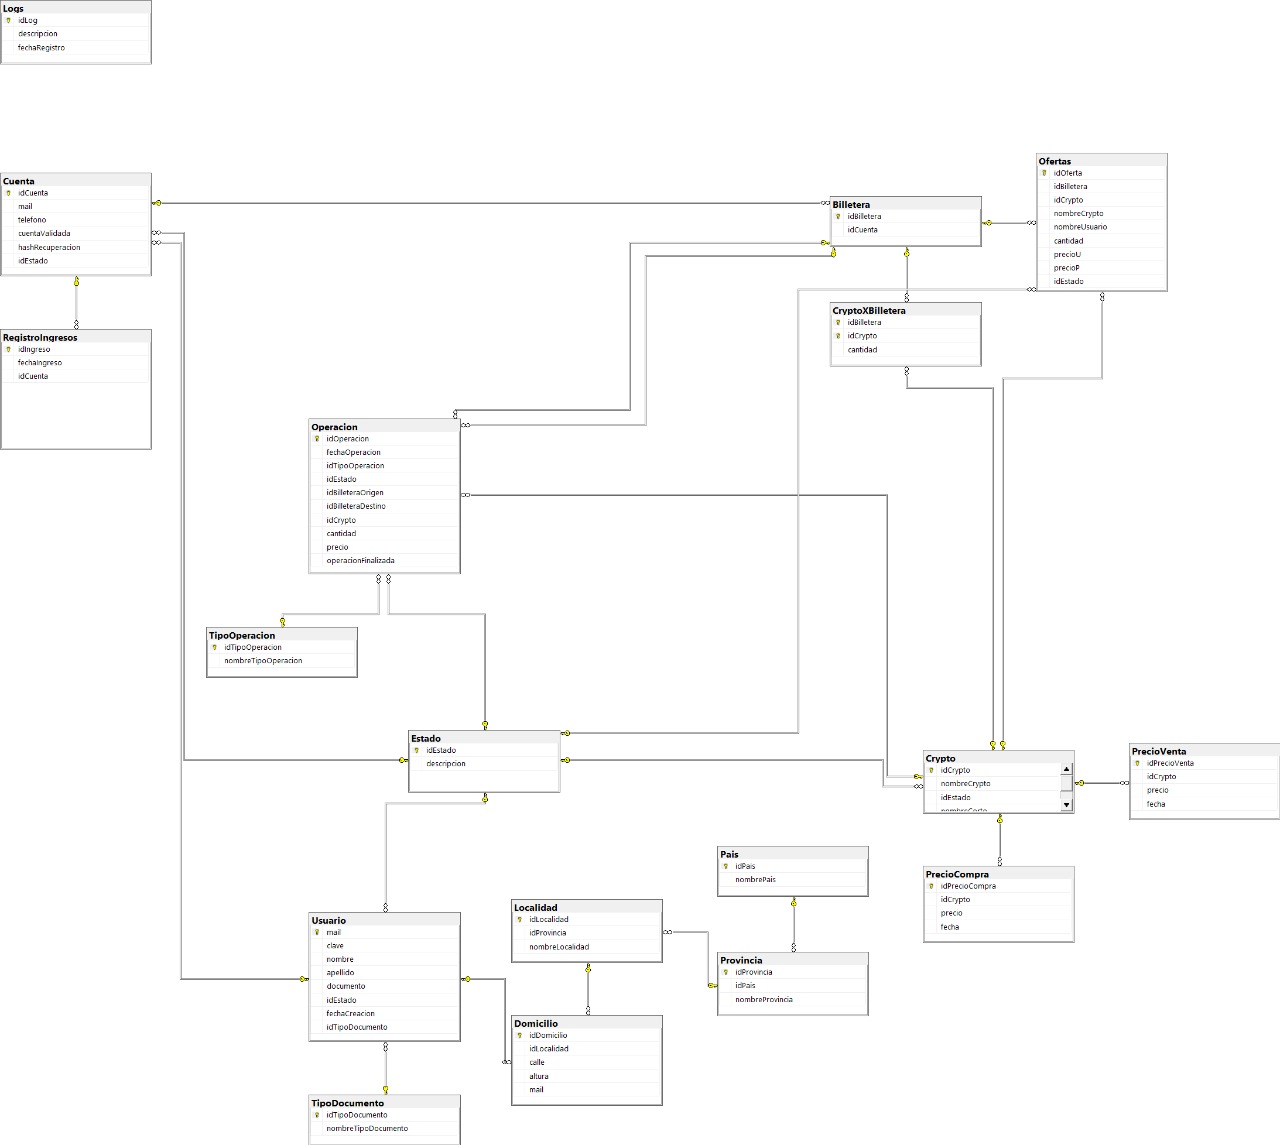 Logs
idLog
descripcion
fechaRegistro
Cuenta
idCuenta
mail
telefono
cuentaValidada
hashRecuperacion
idEstado
RegistroIngresos
idIngreso
fechaIngreso
idCuenta
Billetera
idBilletera
idCuenta
Ofertas
idOferta
idBilletera
idCrypto
nombreCrypto
nombreUsuario
cantidad
precioU
precioP
idEstado
CryptoXBilletera
idBilletera
idCrypto
cantidad
Operacion
idOperacion
fechaOperacion
idTipoOperacion
idEstado
idBilleteraOrigen
idBilleteraDestino
idCrypto
cantidad
precio
operacionFinalizada
TipoOperacion
idTipoOperacion
nombreTipoOperacion
Estado
idEstado
descripcion
Crypto
idCrypto
nombreCrypto
idEstado
nombreCorto
PrecioVenta
idPrecioVenta
idCrypto
precio
fecha
PrecioCompra
idPrecioCompra
idCrypto
precio
fecha
Pais
idPais
nombrePais
Localidad
idLocalidad
idProvincia
nombreLocalidad
Provincia
idProvincia
idPais
nombreProvincia
Usuario
mail
clave
nombre
apellido
documento
idEstado
fechaCreacion
idTipoDocumento
Domicilio
idDomicilio
idLocalidad
calle
altura
mail
TipoDocumento
idTipoDocumento
nombreTipoDocumento